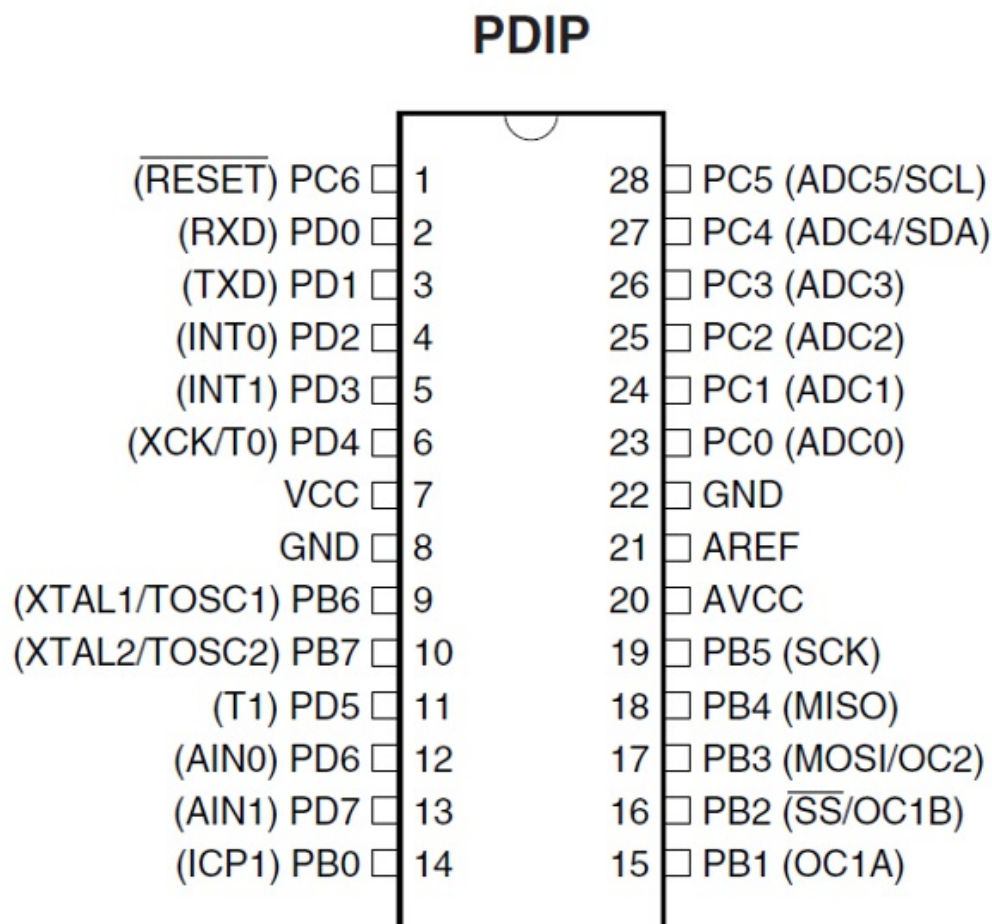 PDIP
(RESET) PC6 1 28 PC5 (ADC5/SCL)
(RXD) PD0 2 27 PC4 (ADC4/SDA)
(TXD) PD1 3 26 PC3 (ADC3)
(INT0) PD2 4 25 PC2 (ADC2)
(INT1) PD3 5 24 PC1 (ADC1)
(XCK/T0) PD4 6 23 PC0 (ADC0)
VCC 7 22 GND
GND 8 21 AREF
(XTAL1/TOSC1) PB6 9 20 AVCC
(XTAL2/TOSC2) PB7 10 19 PB5 (SCK)
(T1) PD5 11 18 PB4 (MISO)
(AIN0) PD6 12 17 PB3 (MOSI/OC2)
(AIN1) PD7 13 16 PB2 (SS/OC1B)
(ICP1) PB0 14 15 PB1 (OC1A)